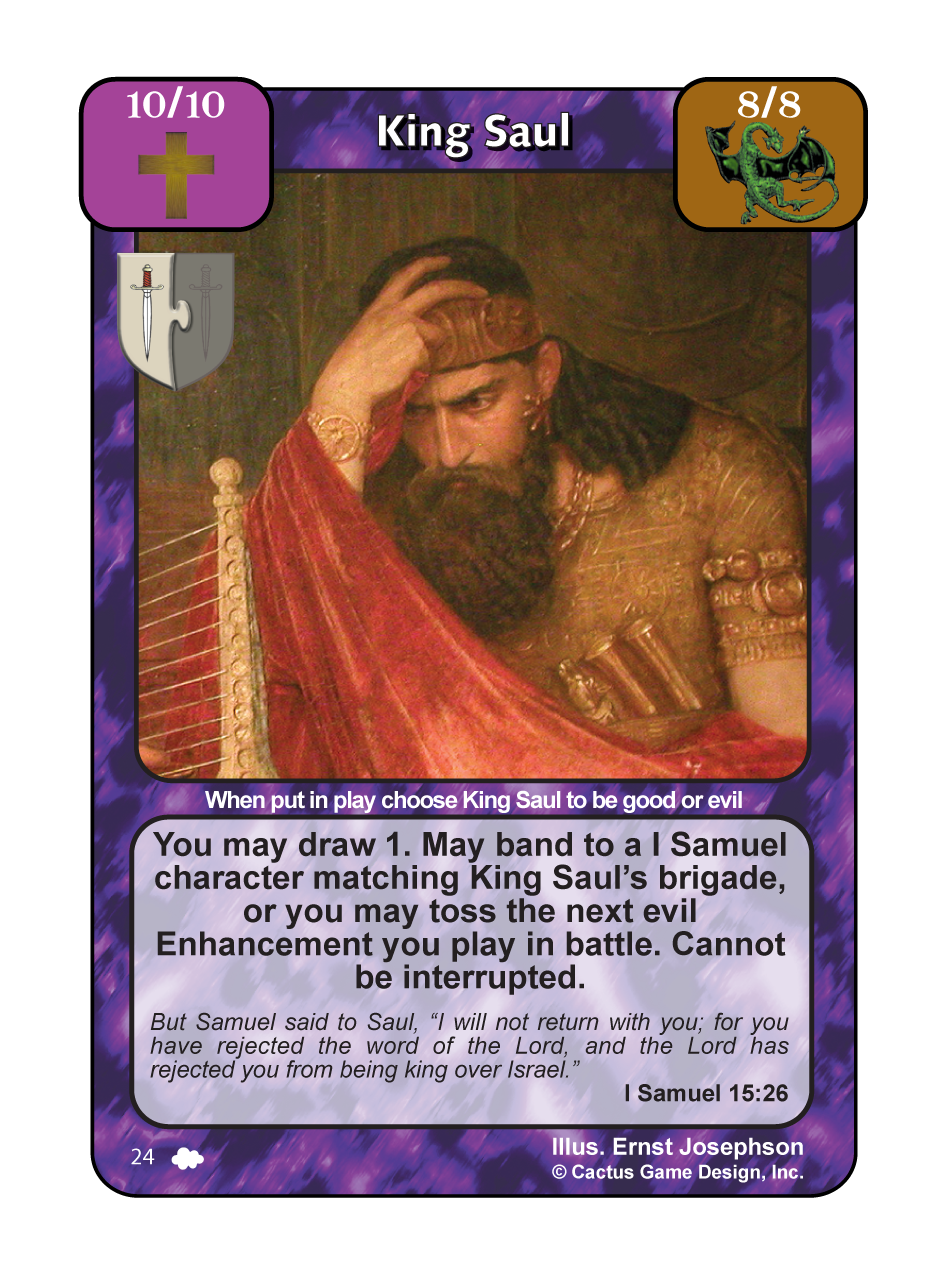 10/10
King Saul
8/8
When put in play choose King Saul to be good or evil
You may draw 1. May band to a I Samuel
character matching King Saul’s brigade,
or you may toss the next evil
Enhancement you play in battle. Cannot
be interrupted.
But Samuel said to Saul, “I will not return with you; for you
have rejected the word of the Lord, and the Lord has
rejected you from being king over Israel.”
I Samuel 15:26
24
Illus. Ernst Josephson
© Cactus Game Design, Inc.